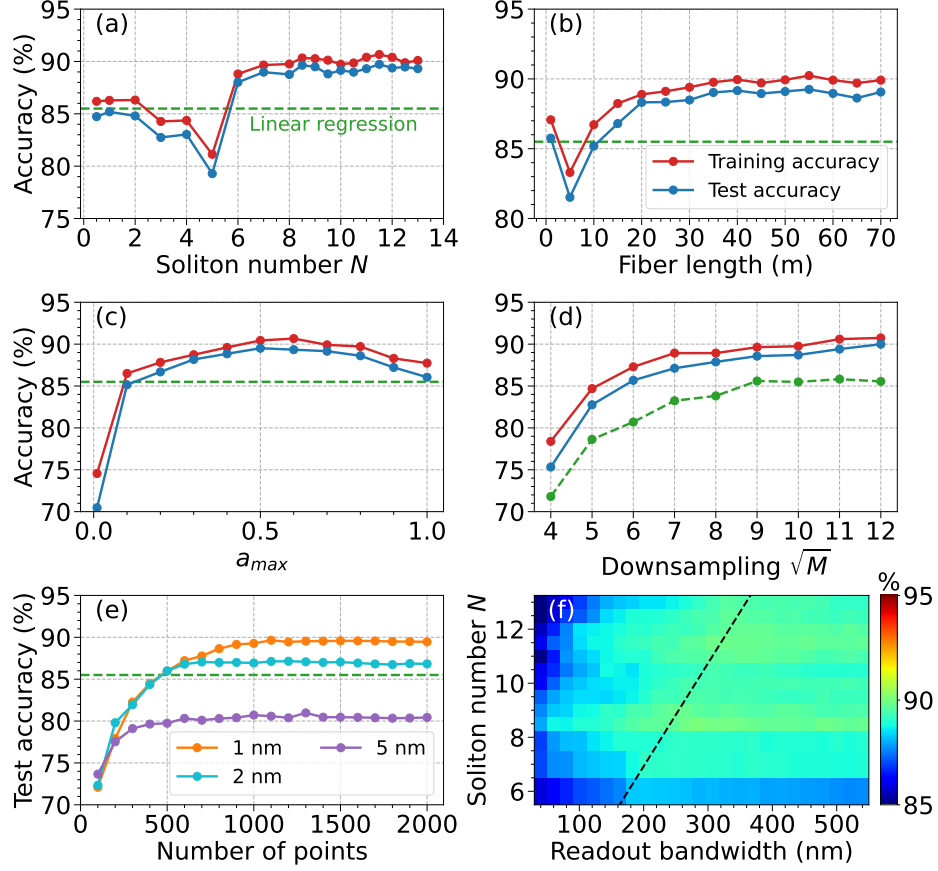 (a)
Accuracy (%)
95
90
85
80
75
Linear regression
0 2 4 6 8 10 12 14
Soliton number N
(b)
95
90
85
80
Training accuracy
Test accuracy
0 10 20 30 40 50 60 70
Fiber length (m)
(c)
Accuracy (%)
95
90
85
80
75
70
0.0 0.5 1.0
a_max
(d)
95
90
85
80
75
70
4 5 6 7 8 9 10 11 12
Downsampling √M
(e)
Test accuracy (%)
95
90
85
80
75
70
1 nm 5 nm
2 nm
0 500 1000 1500 2000
Number of points
(f)
Soliton number N
12
10
8
6
100 200 300 400 500
Readout bandwidth (nm)
%
95
90
85